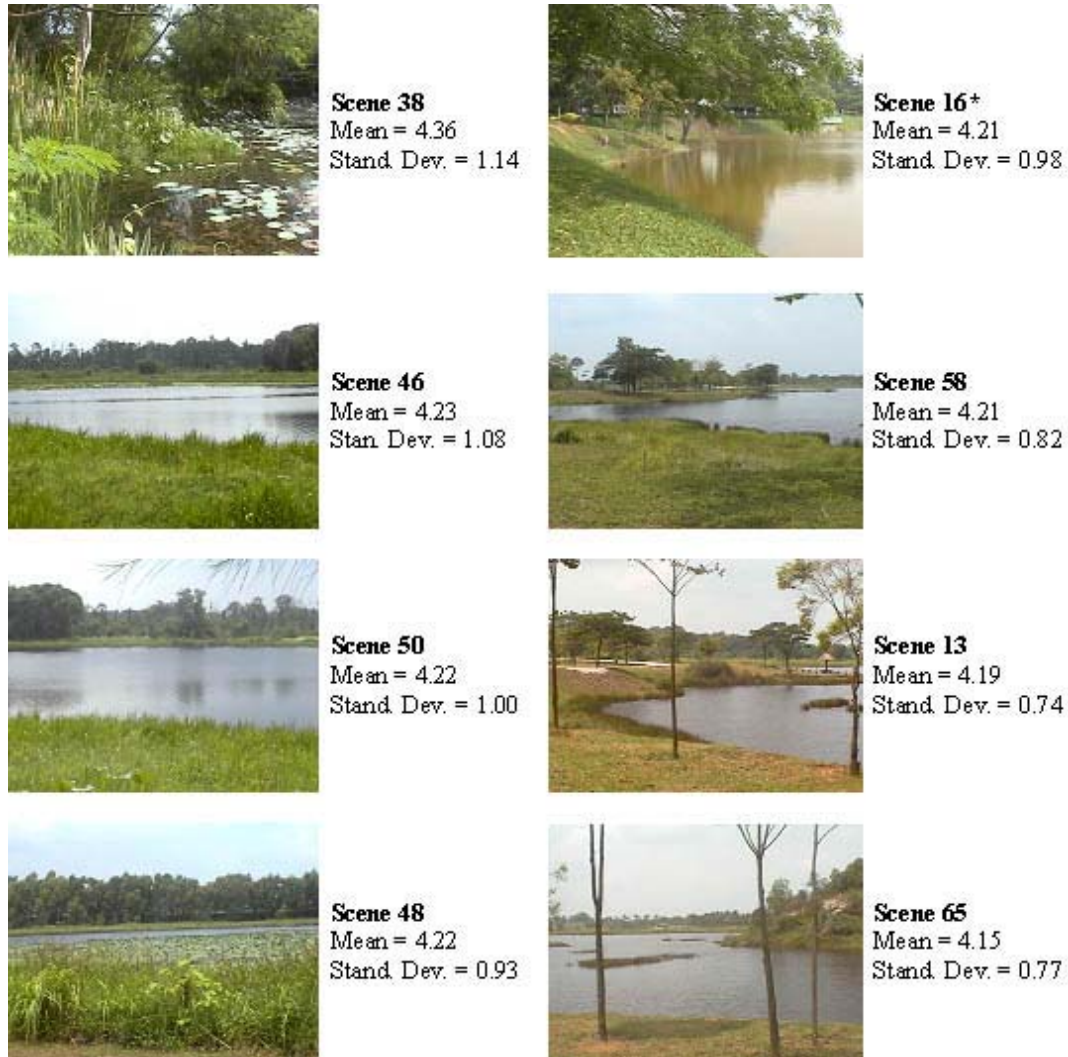 Scene 38
Mean = 4.36
Stand. Dev. = 1.14
Scene 16*
Mean = 4.21
Stand. Dev. = 0.98
Scene 46
Mean = 4.23
Stan. Dev. = 1.08
Scene 58
Mean = 4.21
Stand. Dev. = 0.82
Scene 50
Mean = 4.22
Stand. Dev. = 1.00
Scene 13
Mean = 4.19
Stand. Dev. = 0.74
Scene 48
Mean = 4.22
Stand. Dev. = 0.93
Scene 65
Mean = 4.15
Stand. Dev. = 0.77